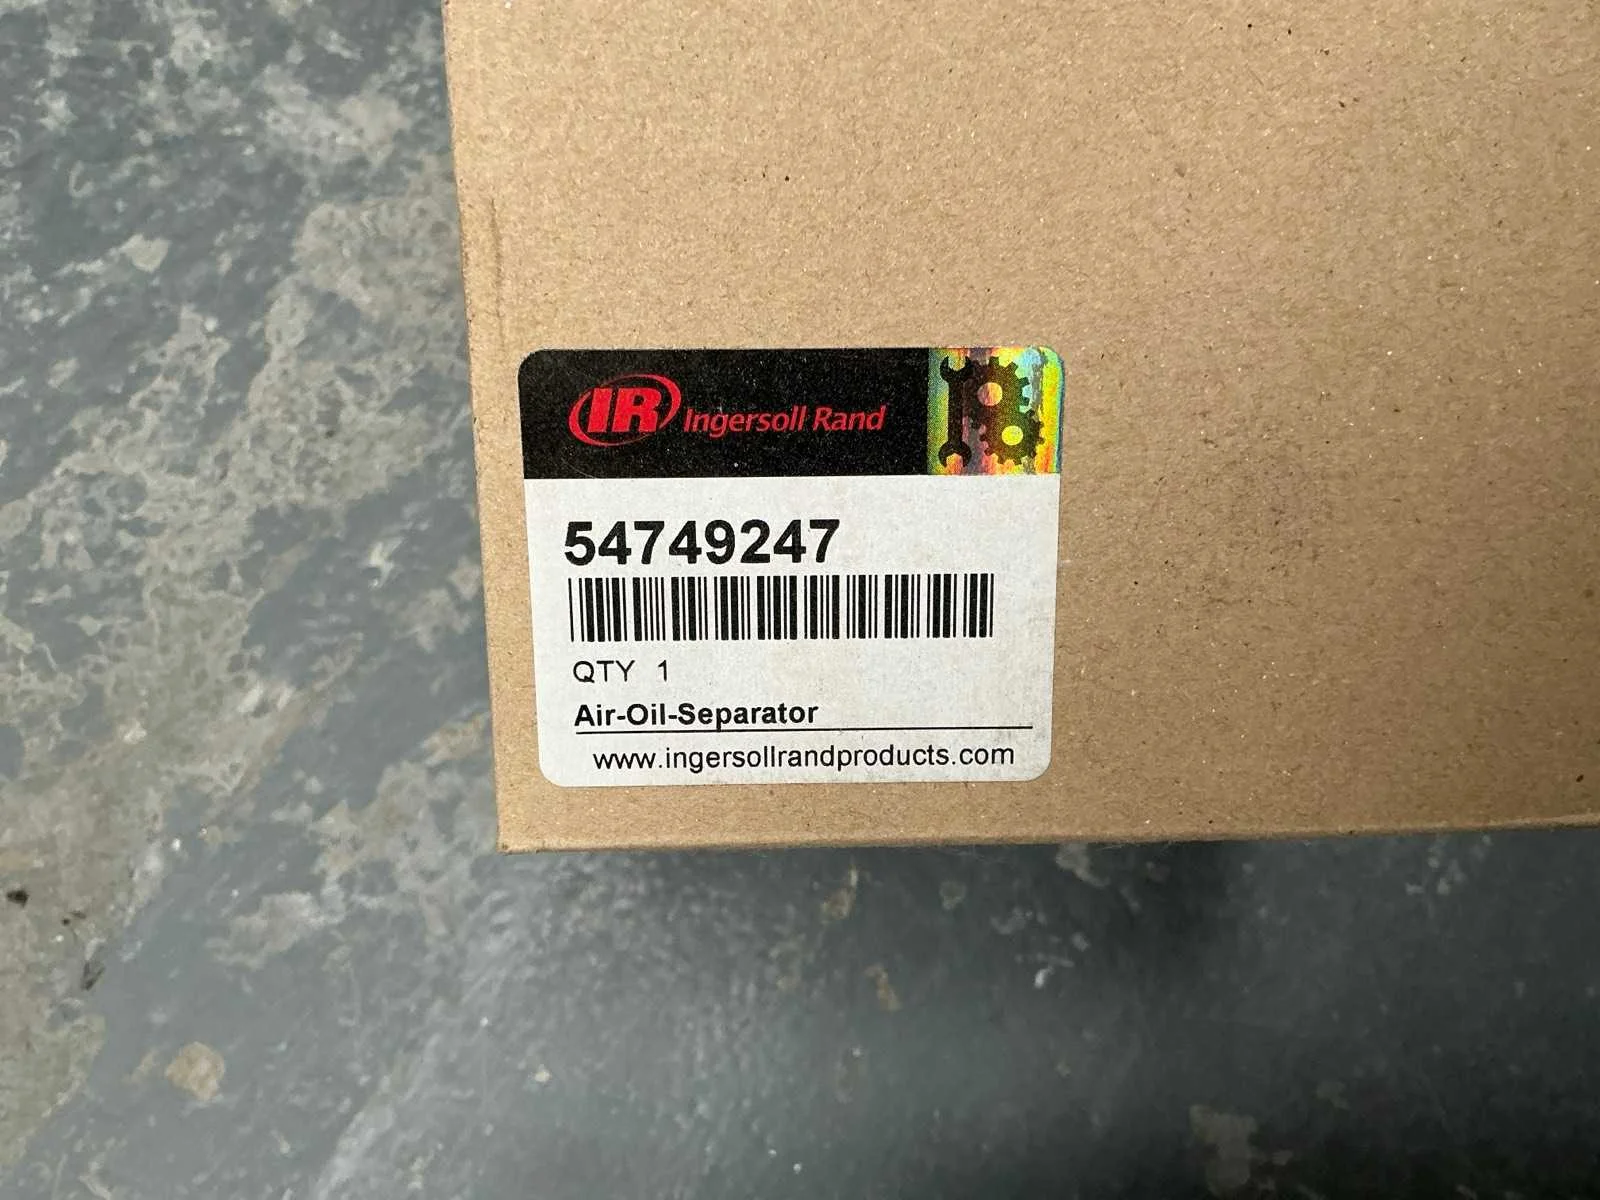 IR Ingersoll Rand
54749247
QTY 1
Air-Oil-Separator
www.ingersollrandproducts.com